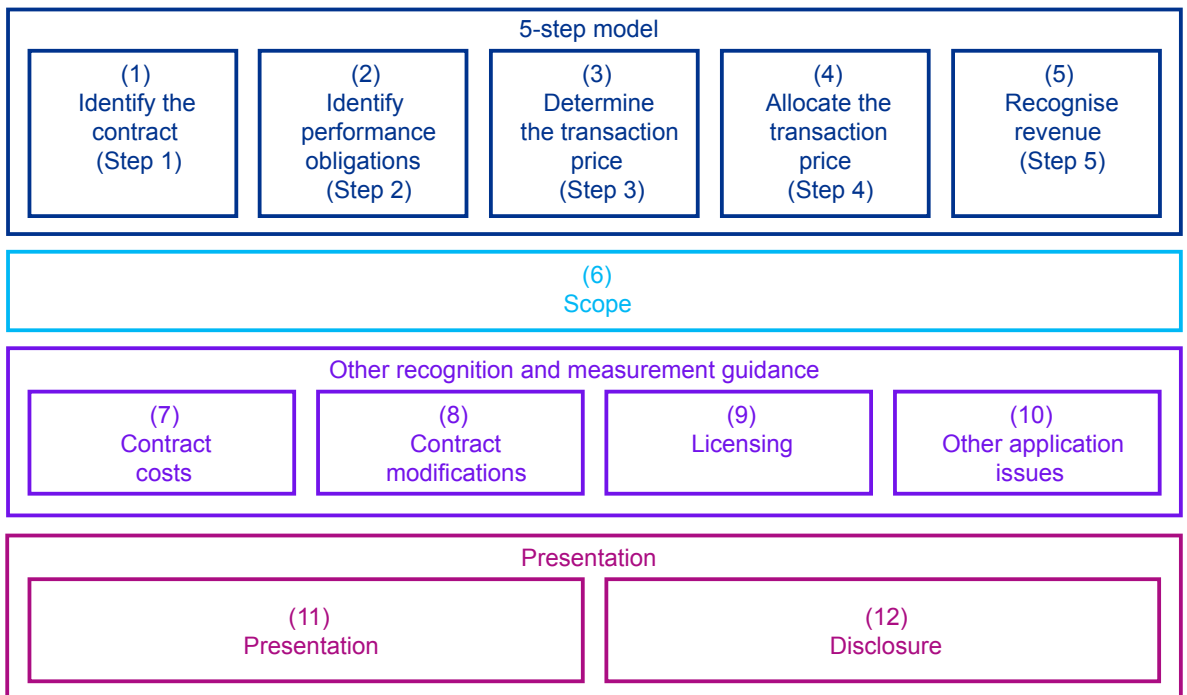 5-step model
(1)
Identify the
contract
(Step 1)
(2)
Identify
performance
obligations
(Step 2)
(3)
Determine
the transaction
price
(Step 3)
(4)
Allocate the
transaction
price
(Step 4)
(5)
Recognise
revenue
(Step 5)
(6)
Scope
Other recognition and measurement guidance
(7)
Contract
costs
(8)
Contract
modifications
(9)
Licensing
(10)
Other application
issues
Presentation
(11)
Presentation
(12)
Disclosure